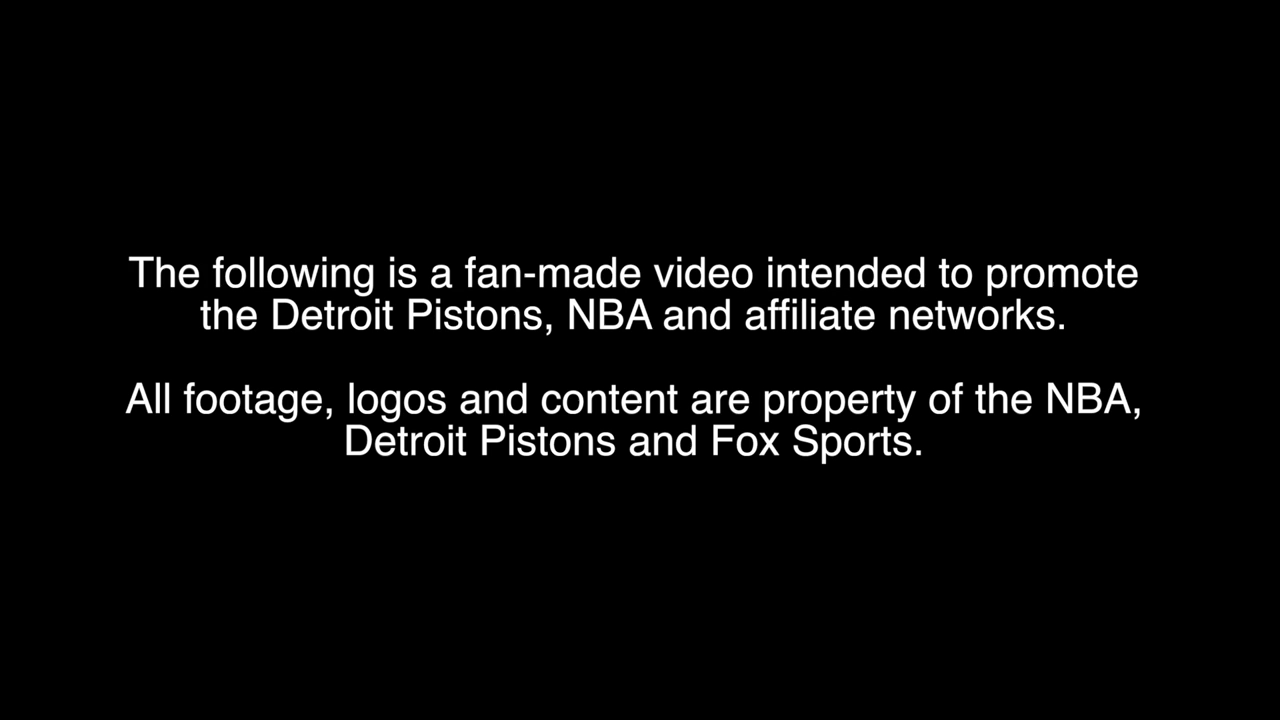 The following is a fan-made video intended to promote
the Detroit Pistons, NBA and affiliate networks.
All footage, logos and content are property of the NBA,
Detroit Pistons and Fox Sports.